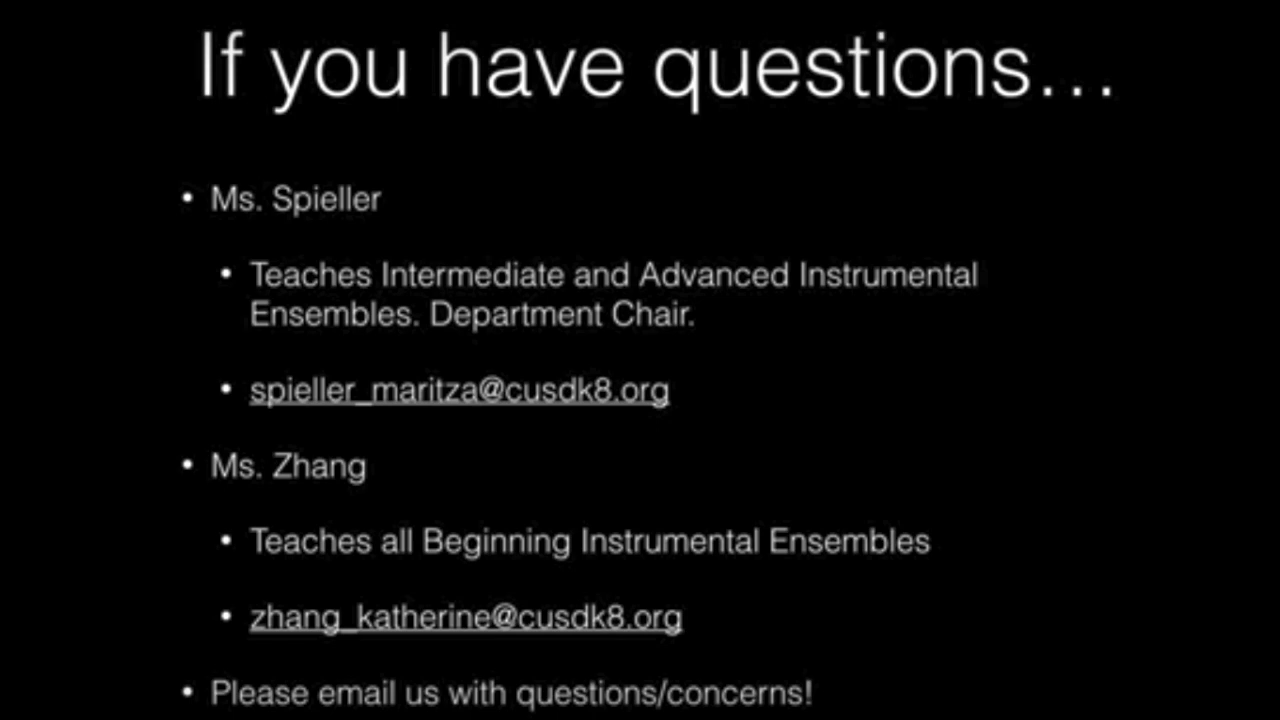 If you have questions...
• Ms. Spieller
• Teaches Intermediate and Advanced Instrumental
Ensembles. Department Chair.
• spieller_maritza@cusdk8.org
• Ms. Zhang
• Teaches all Beginning Instrumental Ensembles
• zhang_katherine@cusdk8.org
• Please email us with questions/concerns!